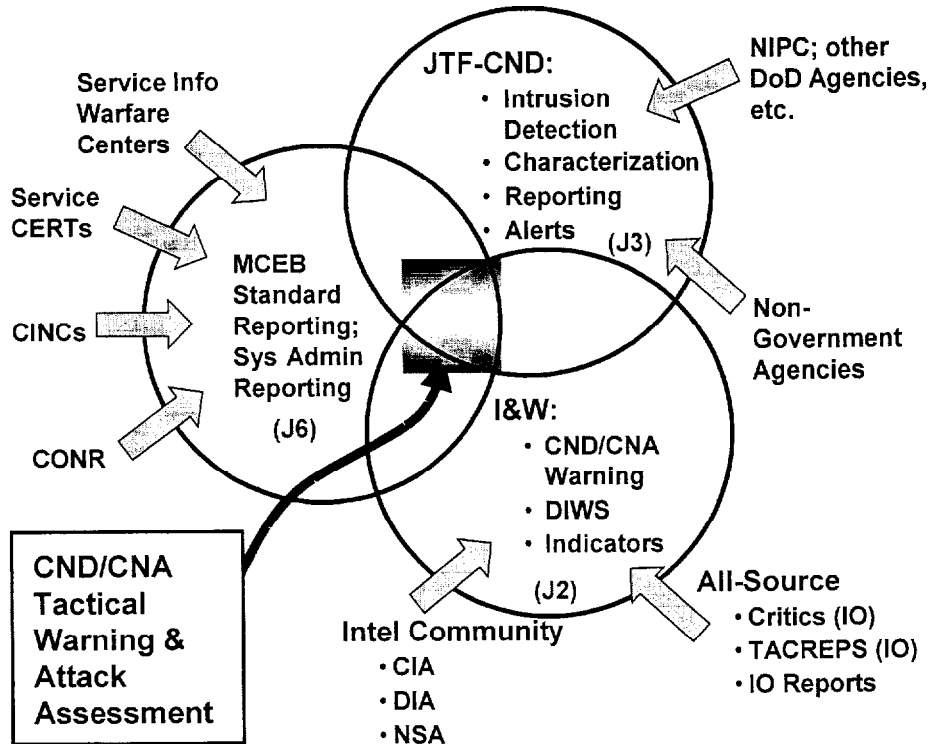 Service Info
Warfare
Centers
Service
CERTs
CINCs
CONR
MCEB
Standard
Reporting;
Sys Admin
Reporting
(J6)
JTF-CND:
• Intrusion
Detection
• Characterization
• Reporting
• Alerts
(J3)
NIPC; other
DoD Agencies,
etc.
Non-
Government
Agencies
I&W:
• CND/CNA
Warning
• DIWS
• Indicators
(J2)
CND/CNA
Tactical
Warning &
Attack
Assessment
Intel Community
• CIA
• DIA
• NSA
All-Source
• Critics (IO)
• TACREPS (IO)
• IO Reports